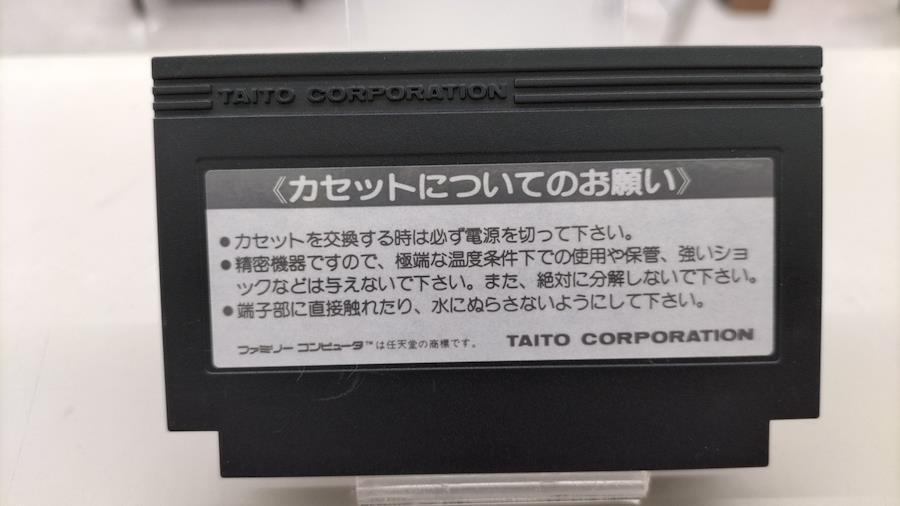 TAITO CORPORATION
《カセットについてのお願い》
●カセットを交換する時は必ず電源を切って下さい。
●精密機器ですので、極端な温度条件下での使用や保管、強いショ
ックなどは与えないで下さい。また、絶対に分解しないで下さい。
●端子部に直接触れたり、水にぬらさないようにして下さい。
ファミリーコンピュータ™は任天堂の商標です。 TAITO CORPORATION